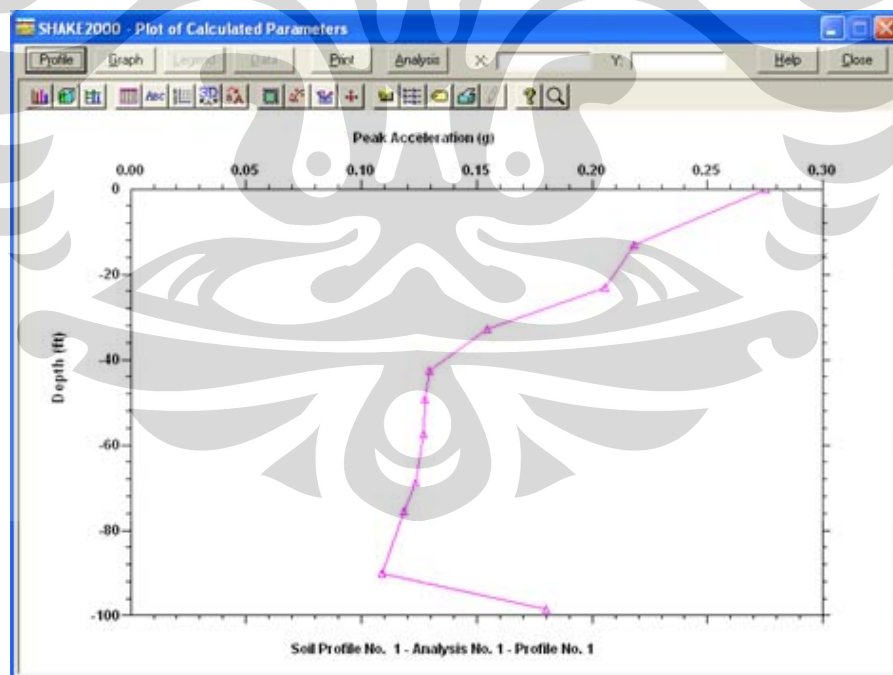 SHAKE2000 - Plot of Calculated Parameters
Profile Graph Legend Data Print Analysis X: Y: Help Close
Abc
Peak Acceleration (g)
0.00 0.05 0.10 0.15 0.20 0.25 0.30
0
-20
-40
-60
-80
-100
Depth (ft)
Soil Profile No. 1 - Analysis No. 1 - Profile No. 1